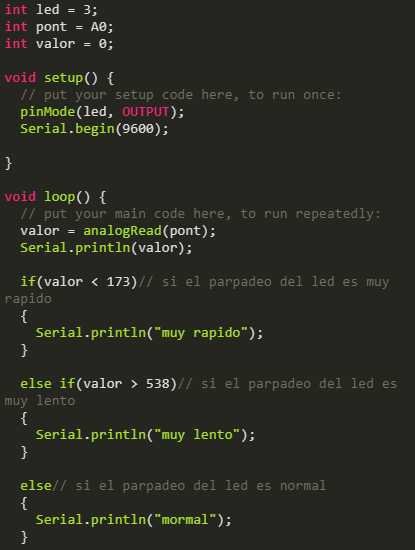 int led = 3;
int pont = A0;
int valor = 0;

void setup() {
  // put your setup code here, to run once:
  pinMode(led, OUTPUT);
  Serial.begin(9600);

}

void loop() {
  // put your main code here, to run repeatedly:
  valor = analogRead(pont);
  Serial.println(valor);

  if(valor < 173)// si el parpadeo del led es muy
rapido
  {
    Serial.println("muy rapido");
  }

  else if(valor > 538)// si el parpadeo del led es
muy lento
  {
    Serial.println("muy lento");
  }

  else// si el parpadeo del led es normal
  {
    Serial.println("mormal");
  }